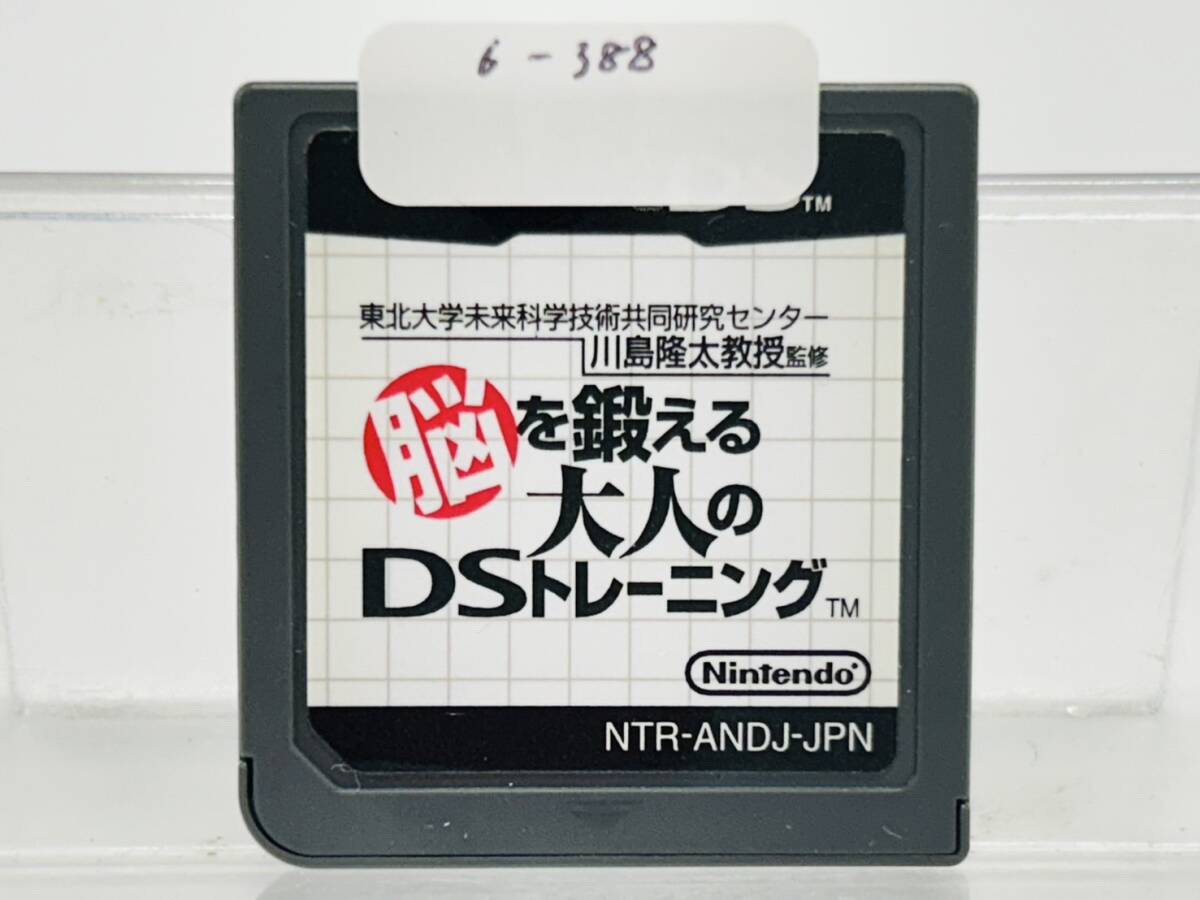 6-388
TM
東北大学未来科学技術共同研究センター
川島隆太教授監修
脳を鍛える
大人の
DSトレーニング TM
Nintendo®
NTR-ANDJ-JPN